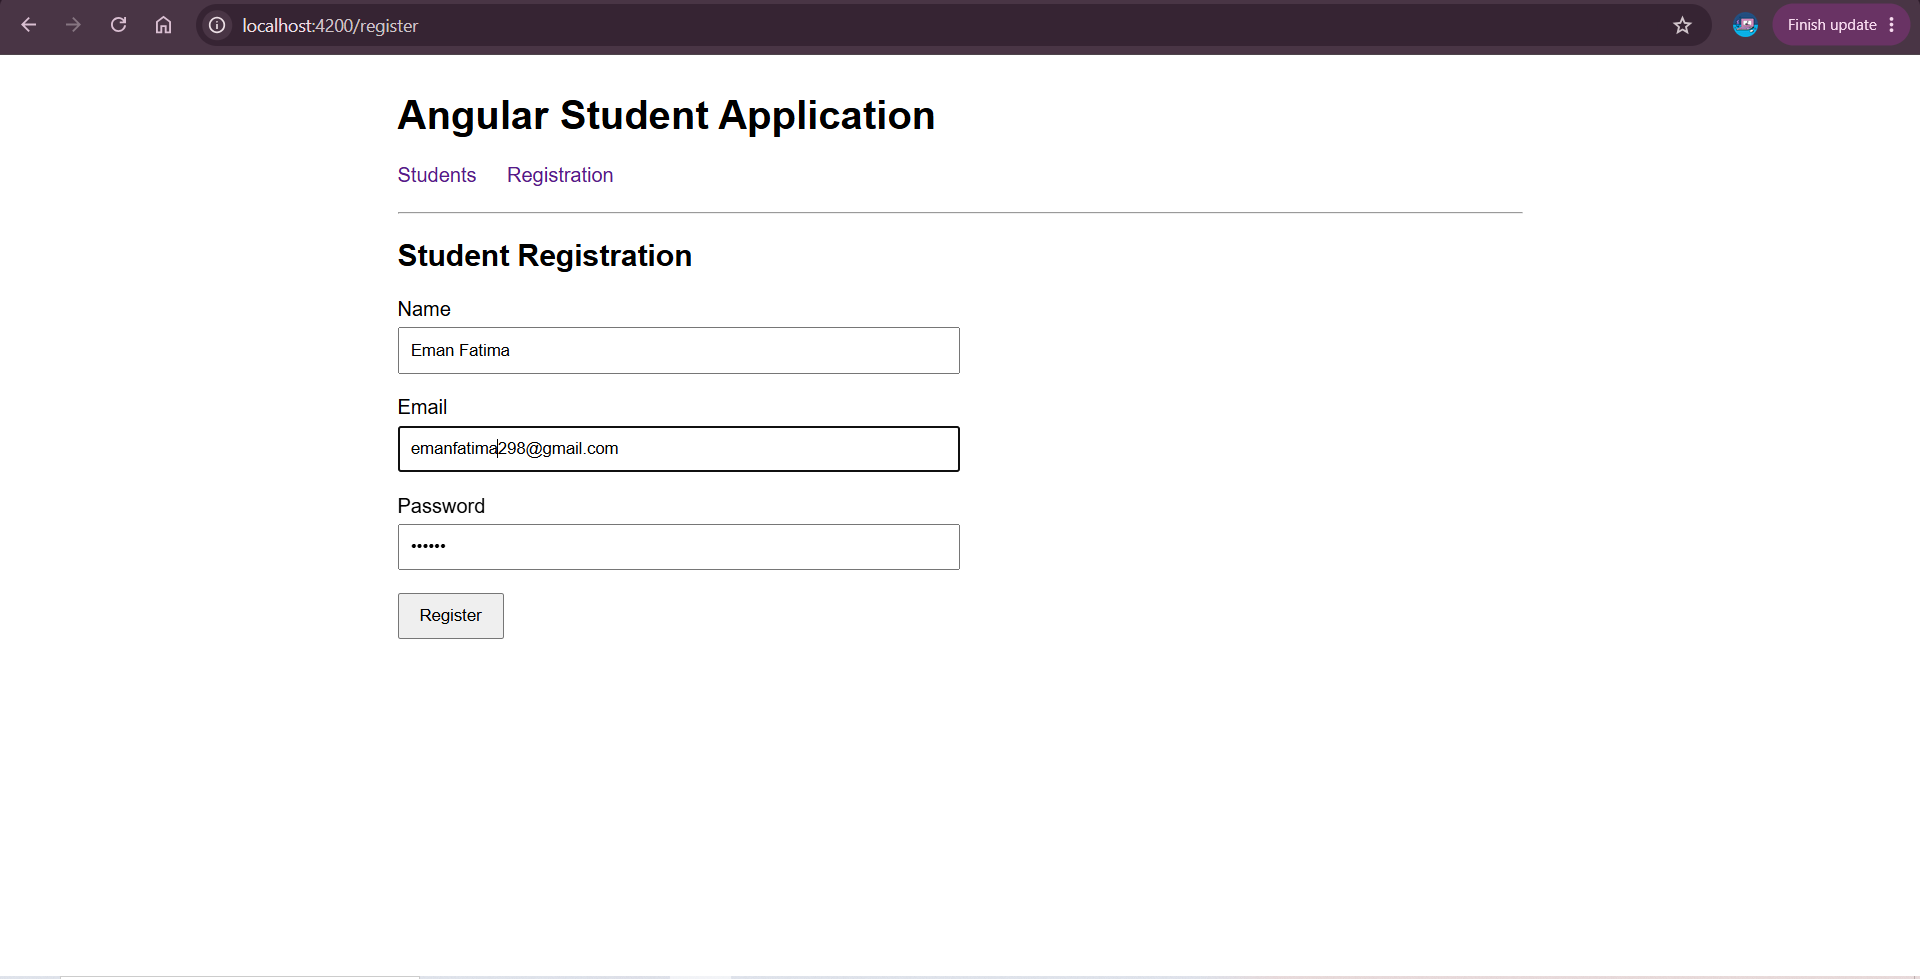 localhost:4200/register
Finish update
Angular Student Application
Students Registration
Student Registration
Name
Eman Fatima
Email
emanfatima298@gmail.com
Password
••••••
Register